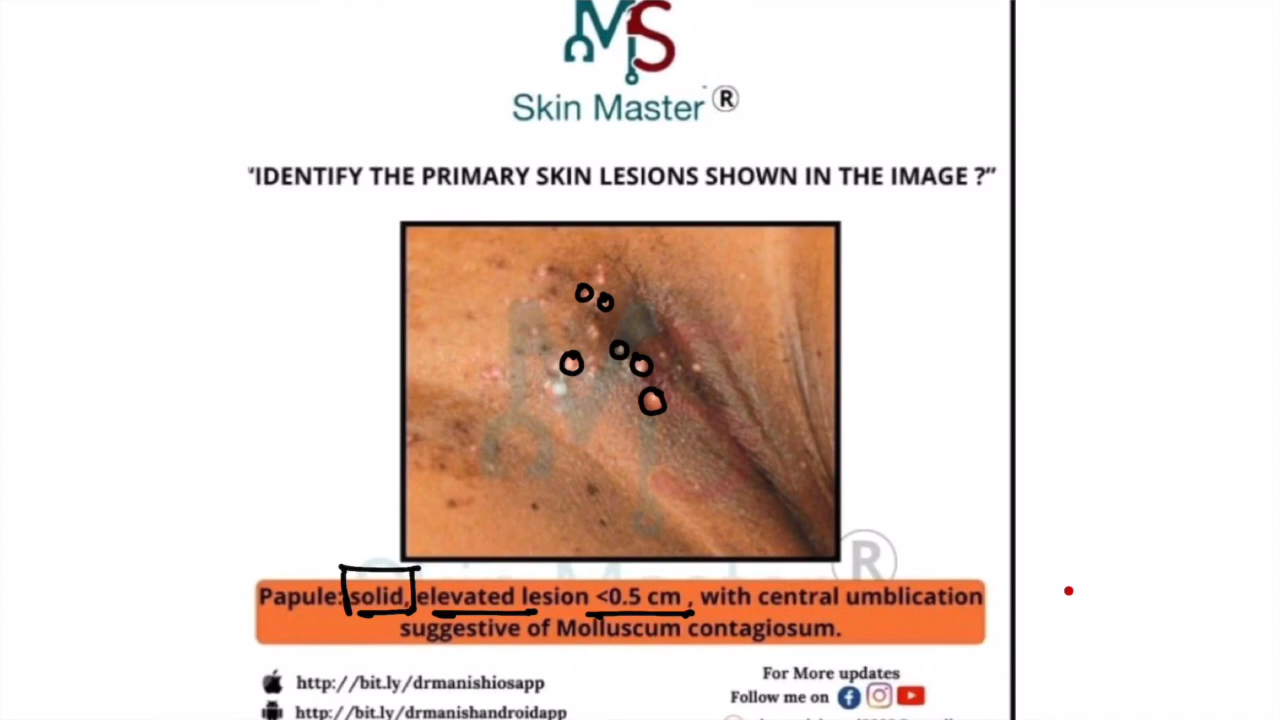 MS
Skin Master ®
"IDENTIFY THE PRIMARY SKIN LESIONS SHOWN IN THE IMAGE ?"
®
Papule: solid, elevated lesion <0.5 cm , with central umblication
suggestive of Molluscum contagiosum.
http://bit.ly/drmanishiosapp
http://bit.ly/drmanishandroidapp
For More updates
Follow me on